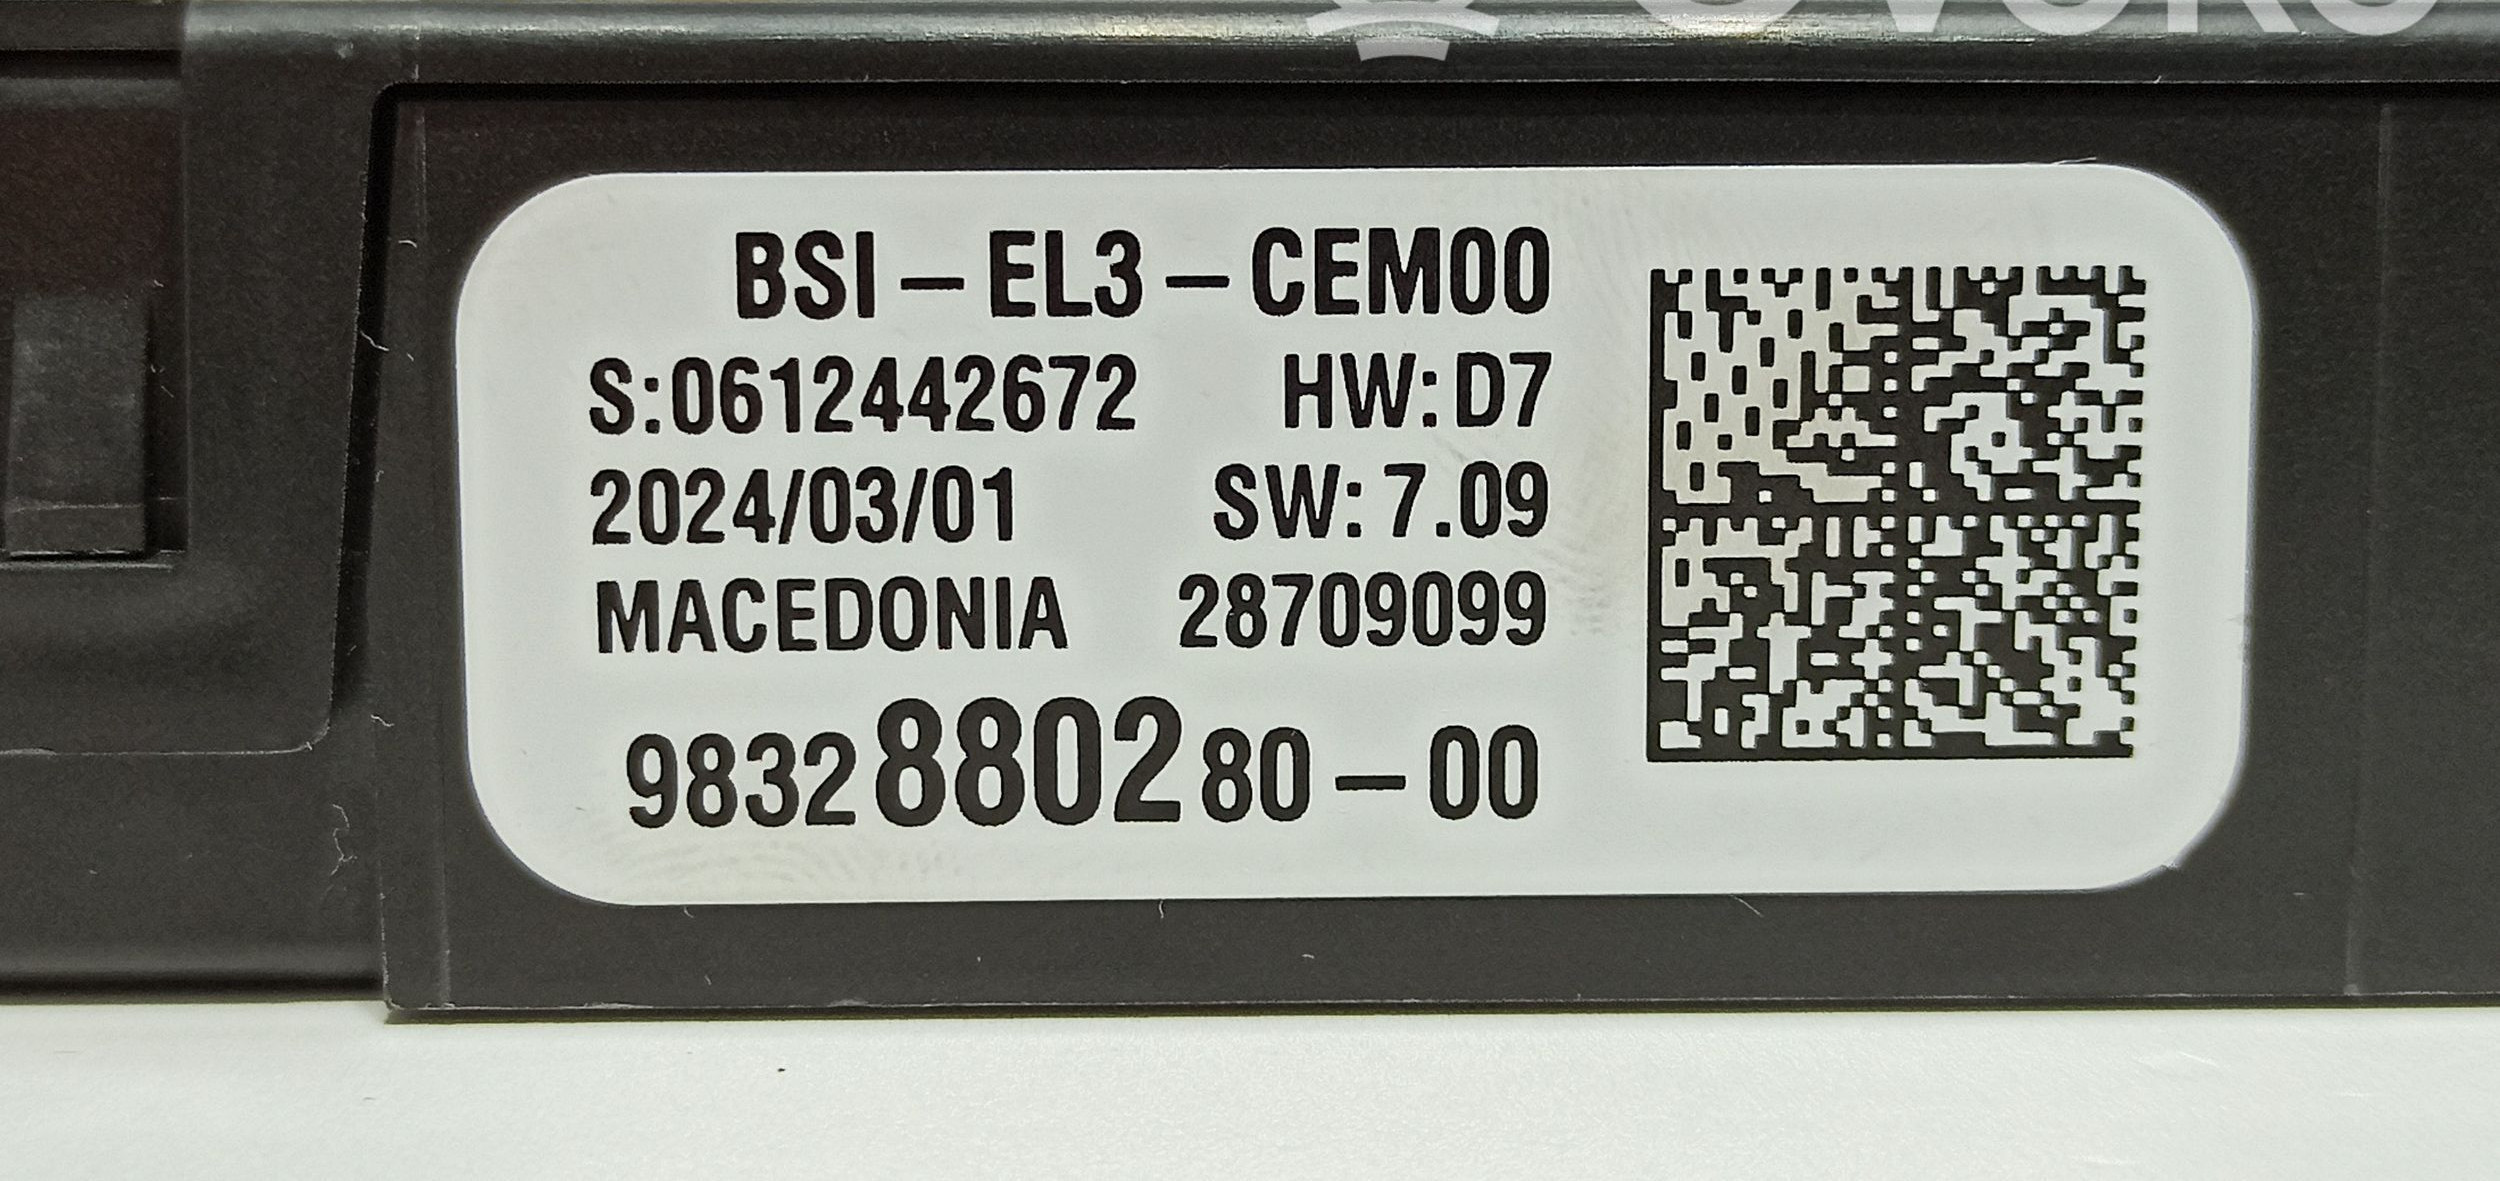 BSI-EL3-CEM00
S:0612442672 HW:D7
2024/03/01 SW:7.09
MACEDONIA 28709099
9832880280-00